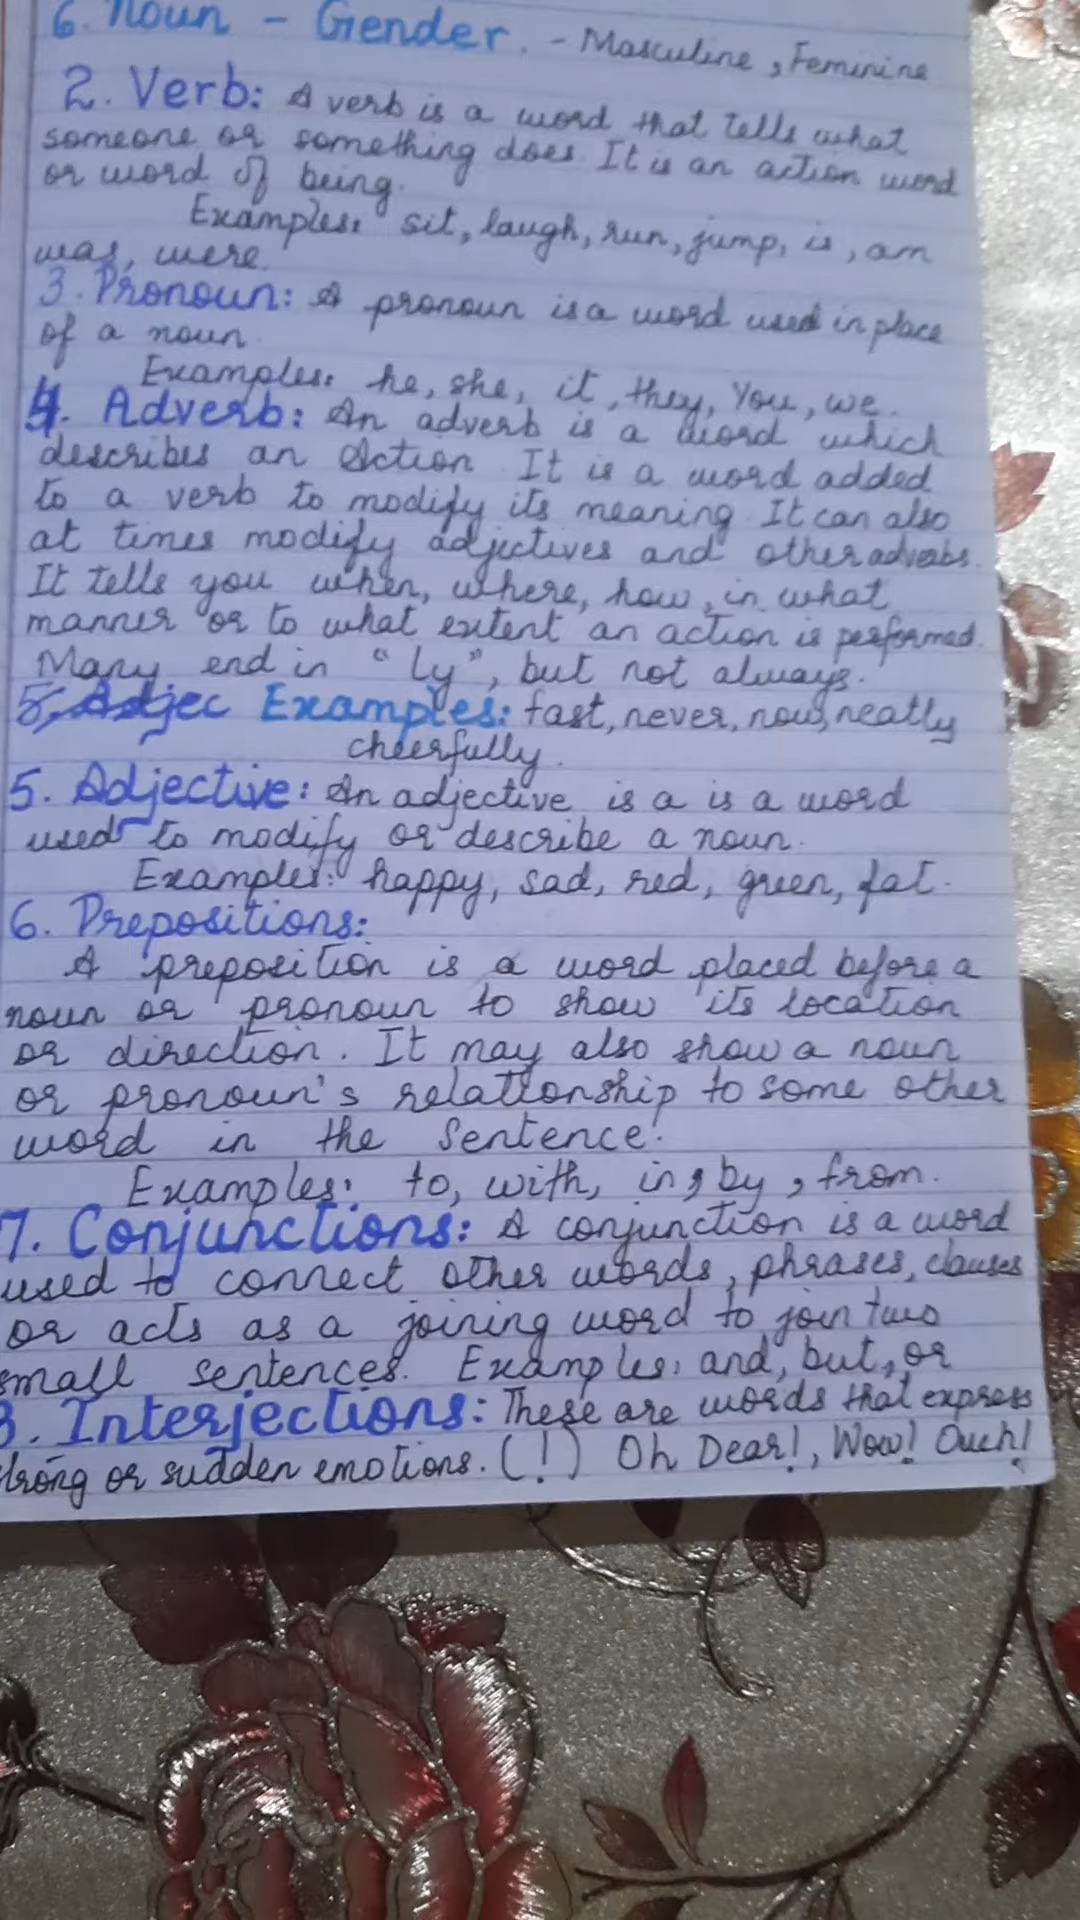 6. Noun - Gender. - Masculine, Feminine
2. Verb: A verb is a word that tells what
someone or something does. It is an action word
or word of being.
Examples: sit, laugh, run, jump, is, am
was, were.
3. Pronoun: A pronoun is a word used in place
of a noun.
Examples: he, she, it, they, You, we.
4. Adverb: An adverb is a word which
describes an Action. It is a word added
to a verb to modify its meaning. It can also
at times modify adjectives and other adverbs.
It tells you when, where, how, in what
manner or to what extent an action is performed.
Many end in "ly", but not always.
5. Adjec Examples: fast, never, now, neatly
cheerfully.
5. Adjective: An adjective is a is a word
used to modify or describe a noun.
Examples: happy, sad, red, green, fat.
6. Prepositions:
A preposition is a word placed before a
noun or pronoun to show its location
or direction. It may also show a noun
or pronoun's relationship to some other
word in the Sentence.
Examples: to, with, in, by, from.
7. Conjunctions: A conjunction is a word
used to connect other words, phrases, clauses
or acts as a joining word to join two
small sentences. Examples: and, but, or
8. Interjections: These are words that express
strong or sudden emotions. (!) Oh Dear!, Wow! Ouch!